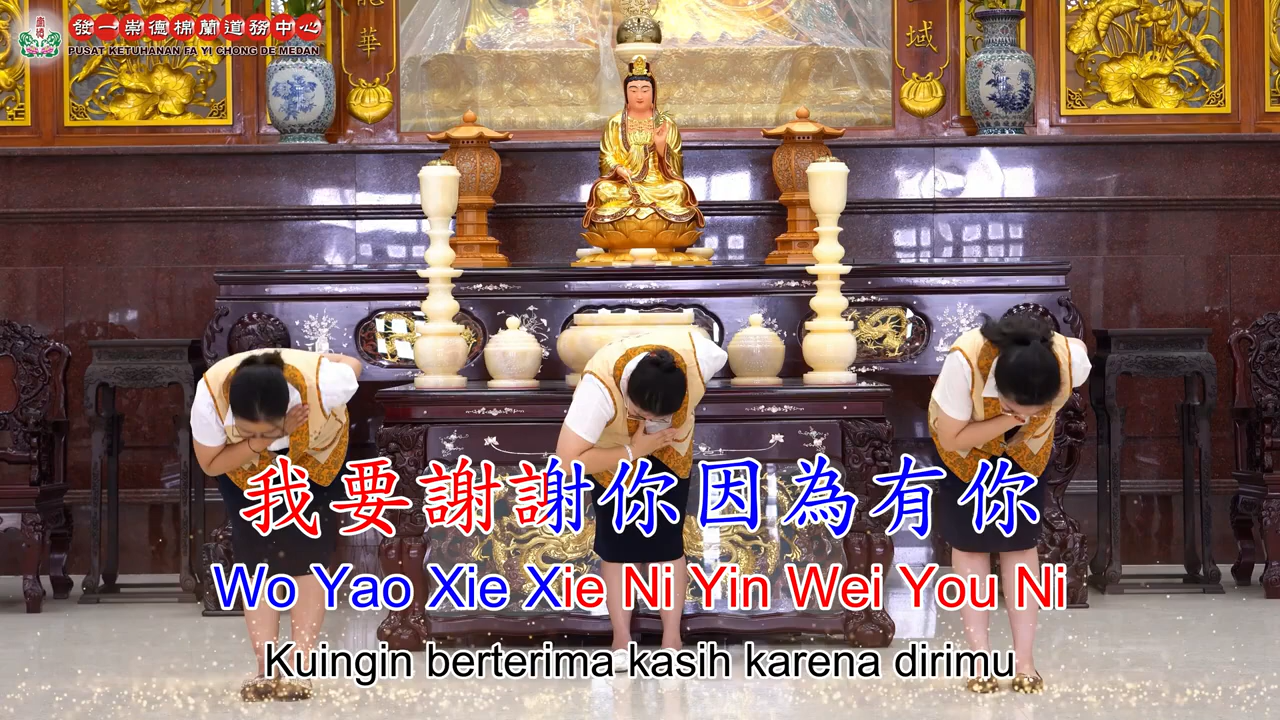 發一崇德棉蘭道務中心
PUSAT KETUHANAN FA YI CHONG DE MEDAN
華
域
我要謝謝你因為有你
Wo Yao Xie Xie Ni Yin Wei You Ni
Kuingin berterima kasih karena dirimu